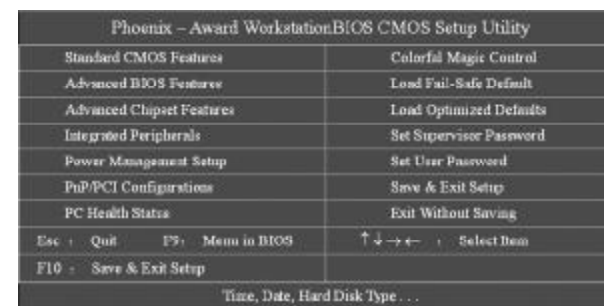 Phoenix – Award WorkstationBIOS CMOS Setup Utility
Standard CMOS Features
Colorful Magic Control
Advanced BIOS Features
Load Fail-Safe Default
Advanced Chipset Features
Load Optimized Defaults
Integrated Peripherals
Set Supervisor Password
Power Management Setup
Set User Password
PnP/PCI Configurations
Save & Exit Setup
PC Health Status
Exit Without Saving
Esc : Quit F9: Menu in BIOS
↑↓→← : Select Item
F10 : Save & Exit Setup
Time, Date, Hard Disk Type . . .